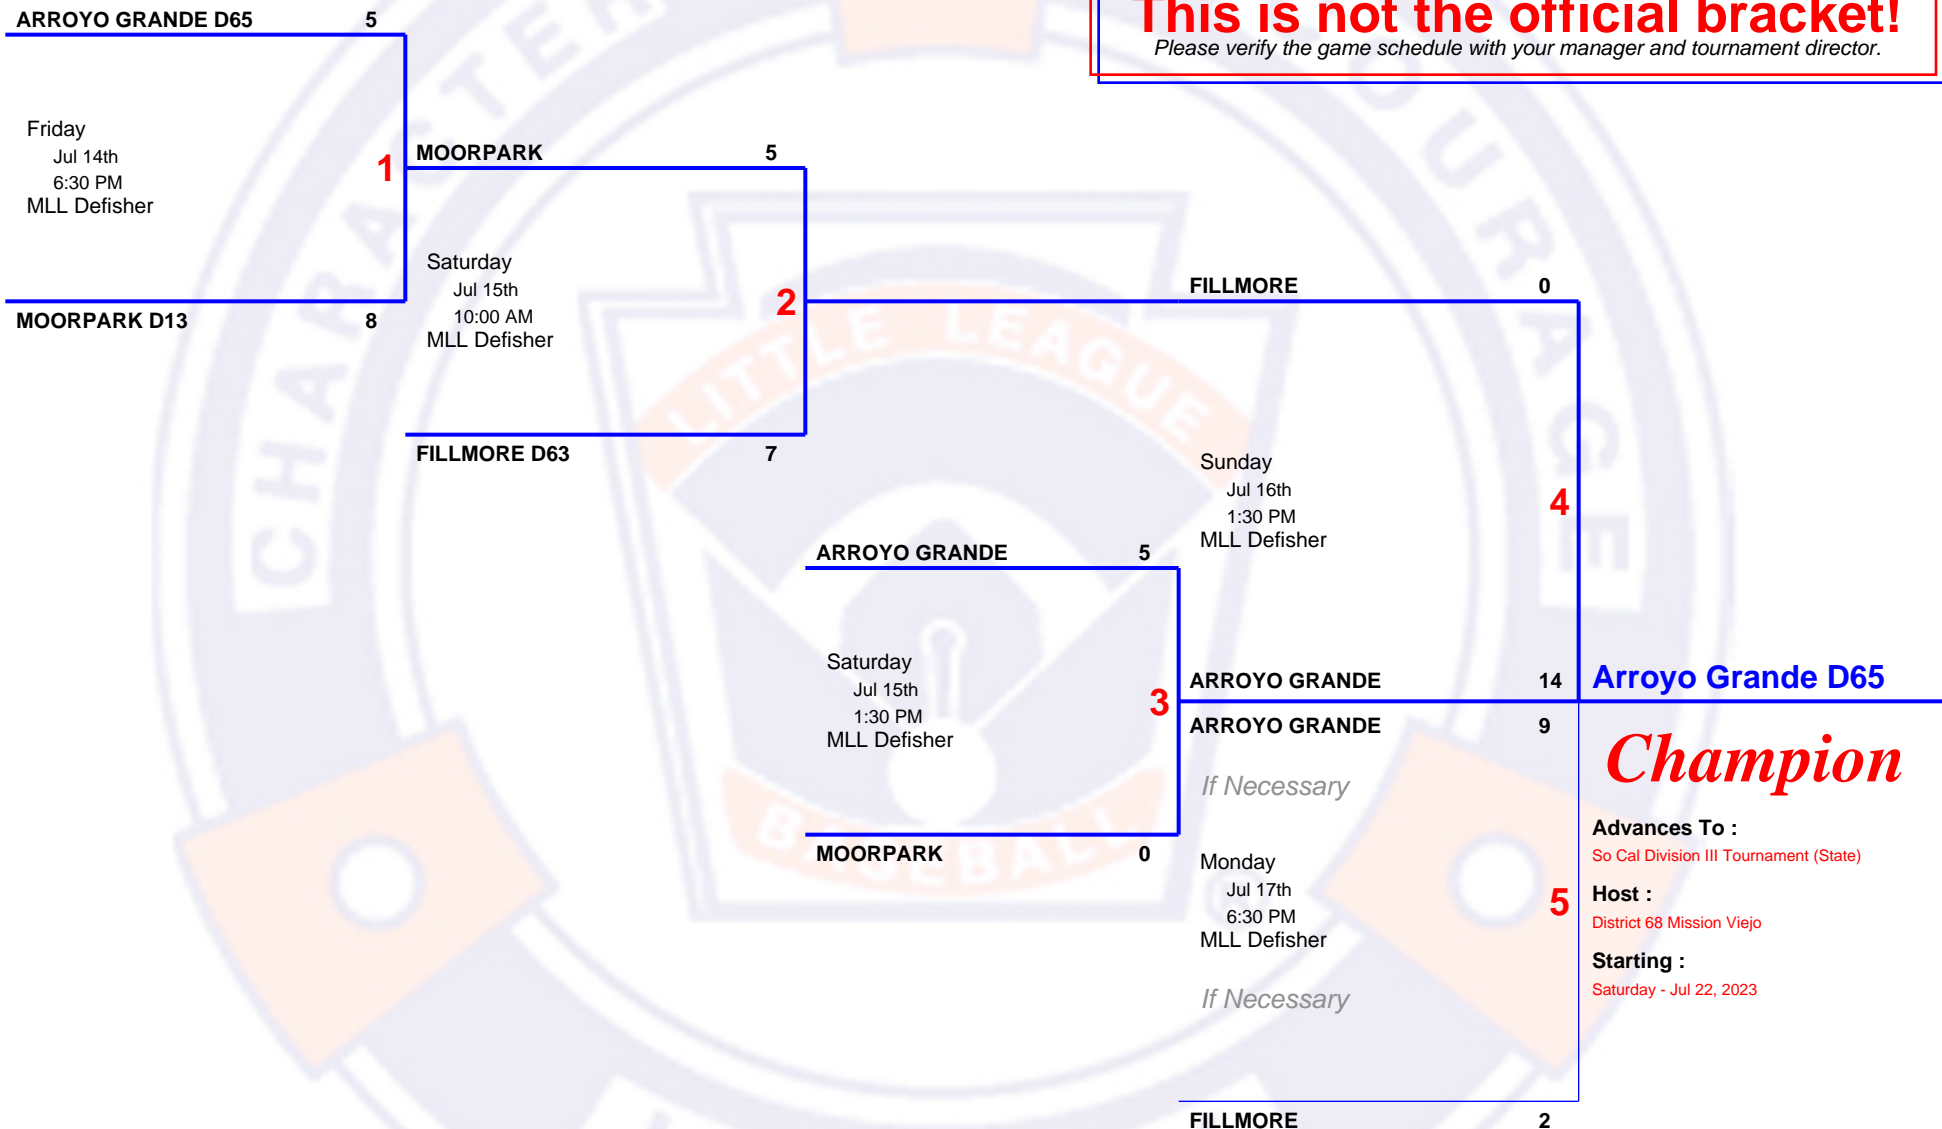 This is not the official bracket!
Please verify the game schedule with your manager and tournament director.
ARROYO GRANDE D65 5
Friday
Jul 14th
6:30 PM
MLL Defisher
1
MOORPARK D13 8
MOORPARK 5
Saturday
Jul 15th
10:00 AM
MLL Defisher
2
FILLMORE D63 7
FILLMORE 0
Sunday
Jul 16th
1:30 PM
MLL Defisher
4
ARROYO GRANDE 5
Saturday
Jul 15th
1:30 PM
MLL Defisher
3
MOORPARK 0
ARROYO GRANDE 14
ARROYO GRANDE 9
If Necessary
Monday
Jul 17th
6:30 PM
MLL Defisher
5
If Necessary
FILLMORE 2
Arroyo Grande D65
Champion
Advances To :
So Cal Division III Tournament (State)
Host :
District 68 Mission Viejo
Starting :
Saturday - Jul 22, 2023
LITTLE LEAGUE
BASEBALL
®